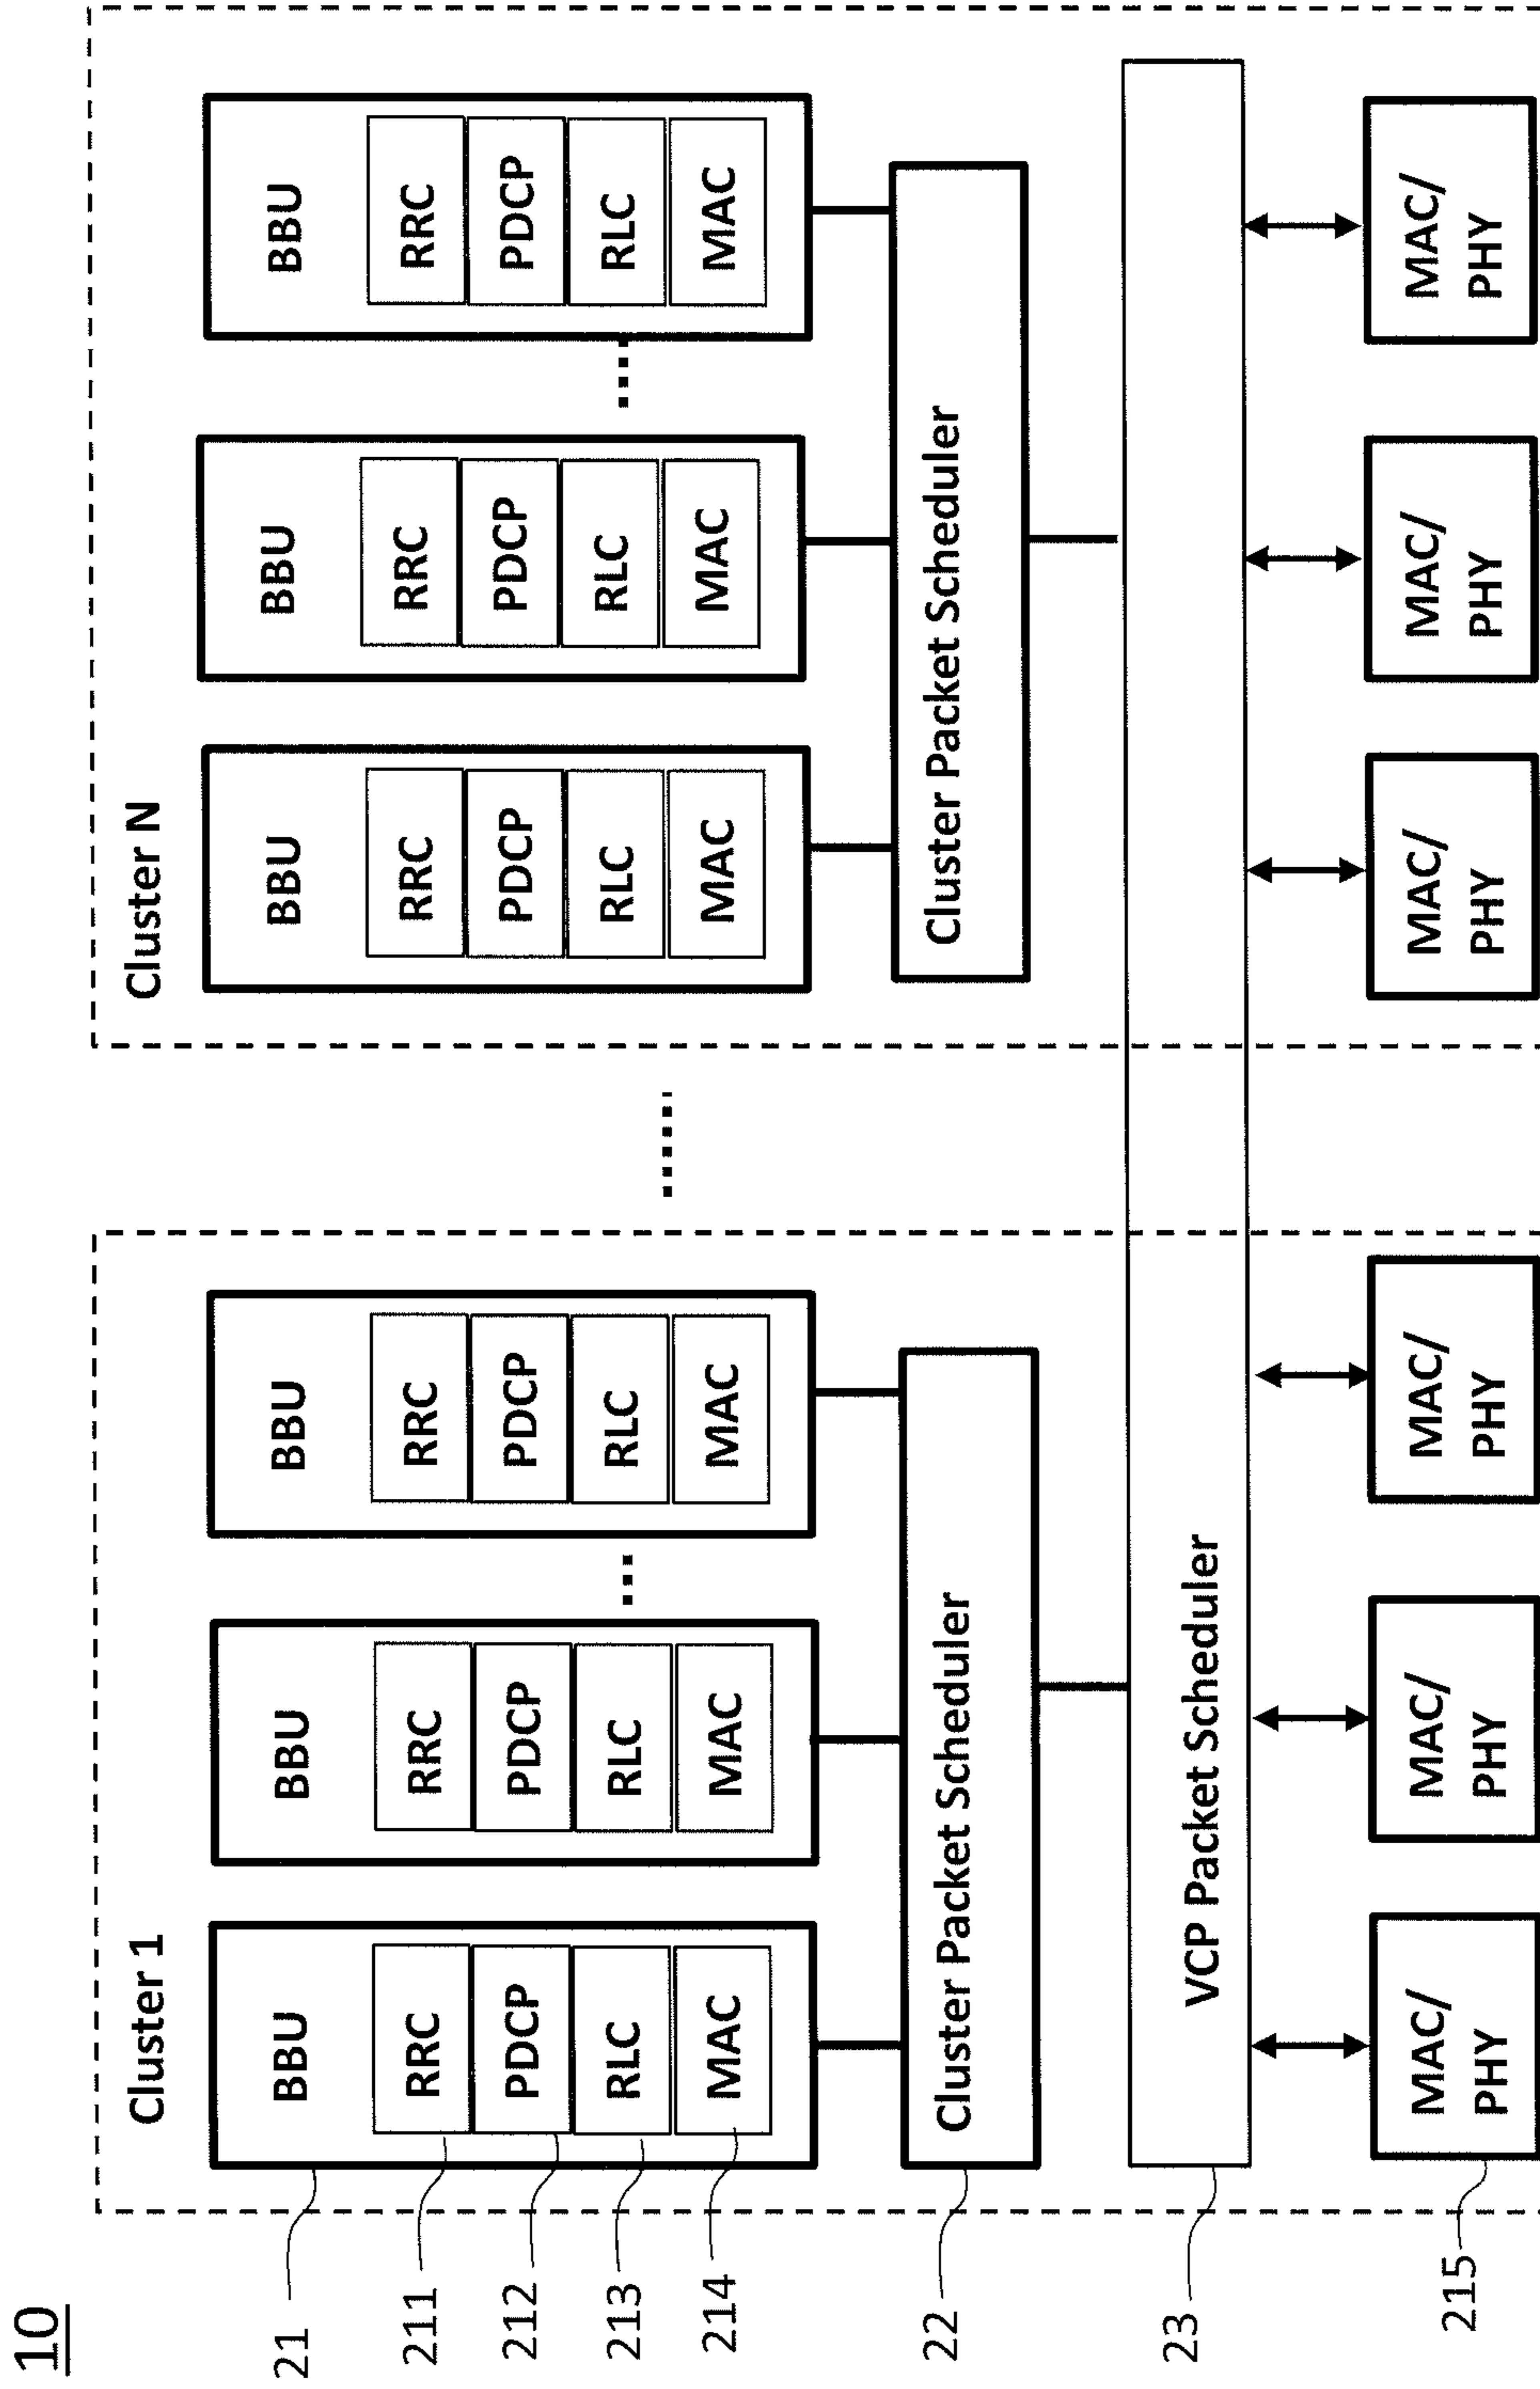 10
Cluster 1
Cluster N
21
BBU
BBU
BBU
BBU
BBU
BBU
211
RRC
RRC
RRC
RRC
RRC
RRC
212
PDCP
PDCP
PDCP
PDCP
PDCP
PDCP
213
RLC
RLC
RLC
RLC
RLC
RLC
214
MAC
MAC
MAC
MAC
MAC
MAC
22
Cluster Packet Scheduler
Cluster Packet Scheduler
23
VCP Packet Scheduler
215
MAC/
PHY
MAC/
PHY
MAC/
PHY
MAC/
PHY
MAC/
PHY
MAC/
PHY